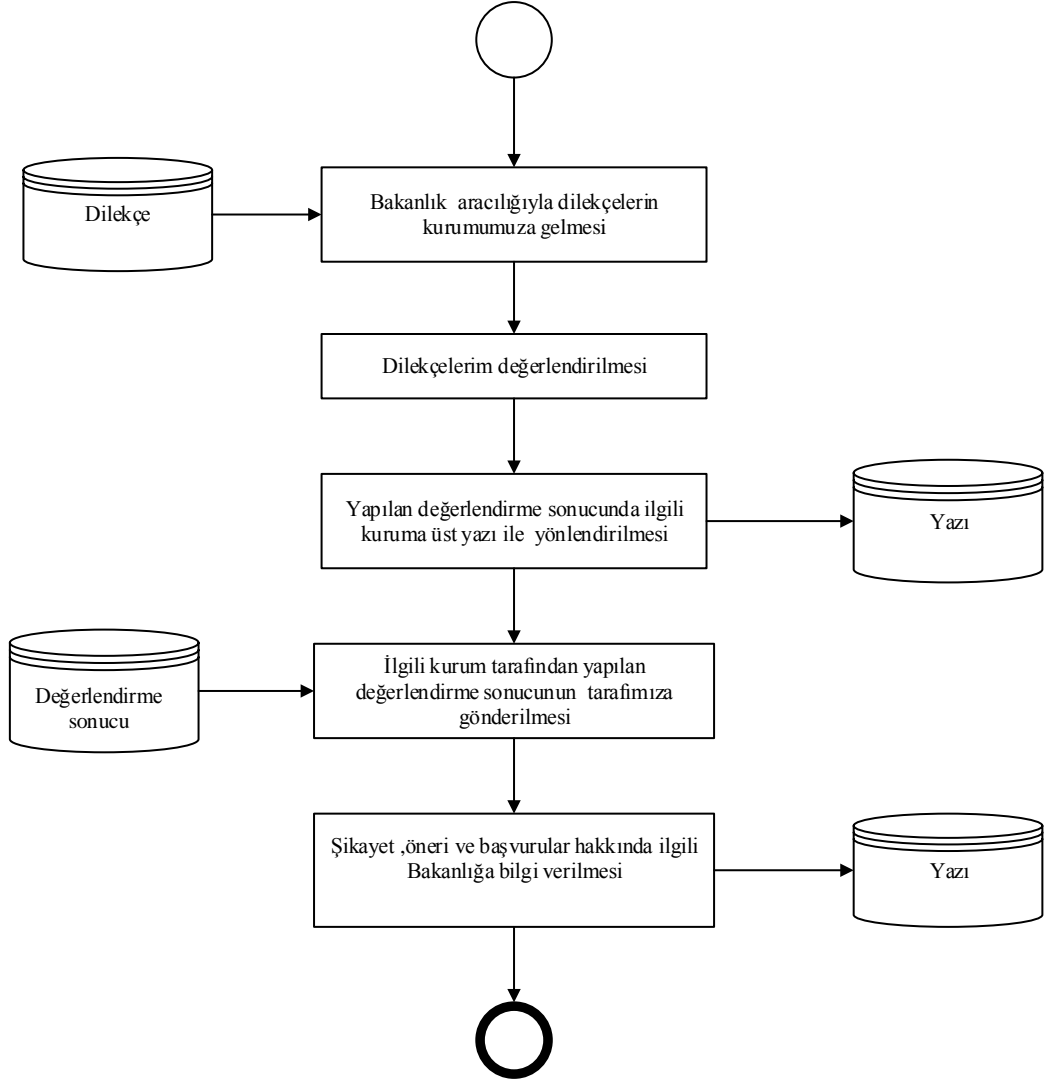 Dilekçe
Bakanlık aracılığıyla dilekçelerin
kurumumuza gelmesi
Dilekçelerim değerlendirilmesi
Yapılan değerlendirme sonucunda ilgili
kuruma üst yazı ile yönlendirilmesi
Yazı
Değerlendirme
sonucu
İlgili kurum tarafından yapılan
değerlendirme sonucunun tarafımıza
gönderilmesi
Şikayet ,öneri ve başvurular hakkında ilgili
Bakanlığa bilgi verilmesi
Yazı